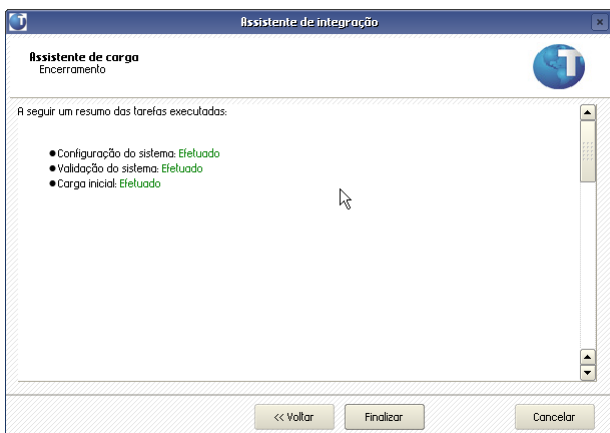 Assistente de integração
Assistente de carga
Encerramento
A seguir um resumo das tarefas executadas:
● Configuração do sistema: Efetuado
● Validação do sistema: Efetuado
● Carga inicial: Efetuado
<< Voltar
Finalizar
Cancelar